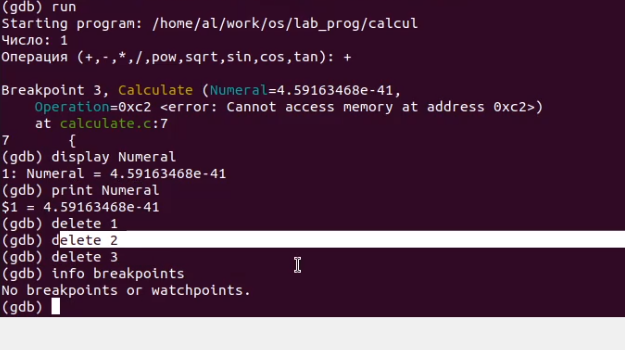 (gdb) run
Starting program: /home/al/work/os/lab_prog/calcul
Число: 1
Операция (+,-,*,/,pow,sqrt,sin,cos,tan): +
Breakpoint 3, Calculate (Numeral=4.59163468e-41,
Operation=0xc2 <error: Cannot access memory at address 0xc2>)
at calculate.c:7
7 {
(gdb) display Numeral
1: Numeral = 4.59163468e-41
(gdb) print Numeral
$1 = 4.59163468e-41
(gdb) delete 1
(gdb) delete 2
(gdb) delete 3
(gdb) info breakpoints
No breakpoints or watchpoints.
(gdb)